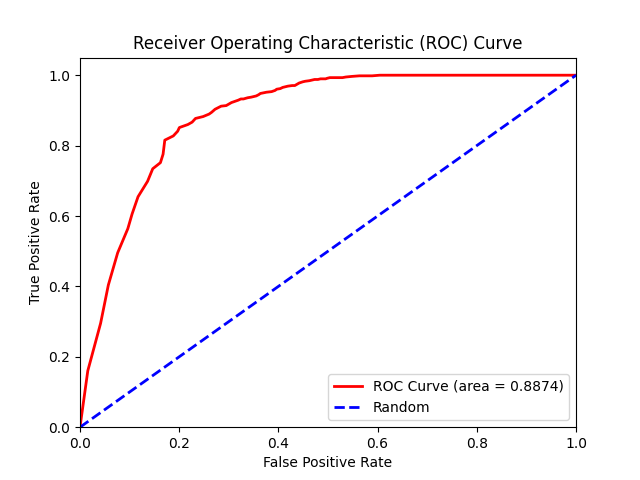 Receiver Operating Characteristic (ROC) Curve
True Positive Rate
1.0
0.8
0.6
0.4
0.2
0.0
0.0 0.2 0.4 0.6 0.8 1.0
False Positive Rate
ROC Curve (area = 0.8874)
Random